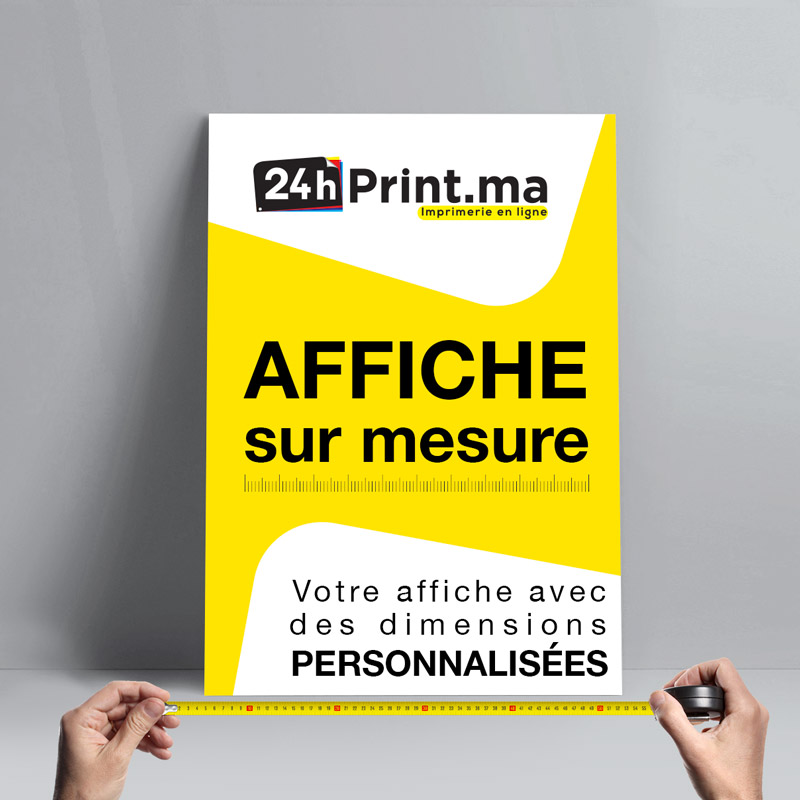 24h Print.ma
Imprimerie en ligne
AFFICHE
sur mesure
Votre affiche avec
des dimensions
PERSONNALISÉES